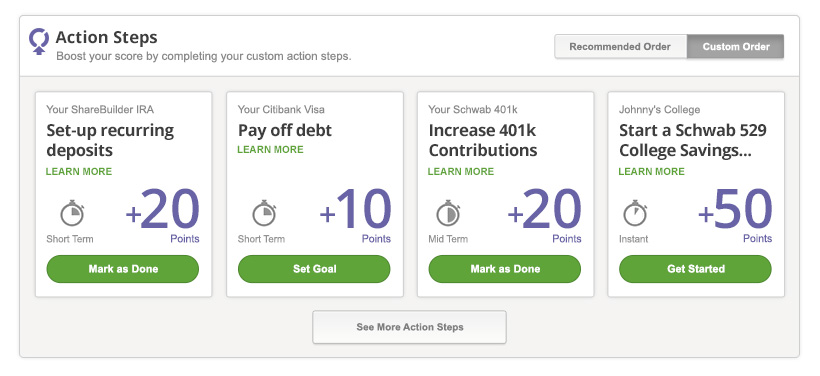 Action Steps
Boost your score by completing your custom action steps.
Recommended Order
Custom Order
Your ShareBuilder IRA
Set-up recurring
deposits
LEARN MORE
+20
Short Term
Points
Mark as Done
Your Citibank Visa
Pay off debt
LEARN MORE
+10
Short Term
Points
Set Goal
Your Schwab 401k
Increase 401k
Contributions
LEARN MORE
+20
Mid Term
Points
Mark as Done
Johnny's College
Start a Schwab 529
College Savings...
LEARN MORE
+50
Instant
Points
Get Started
See More Action Steps